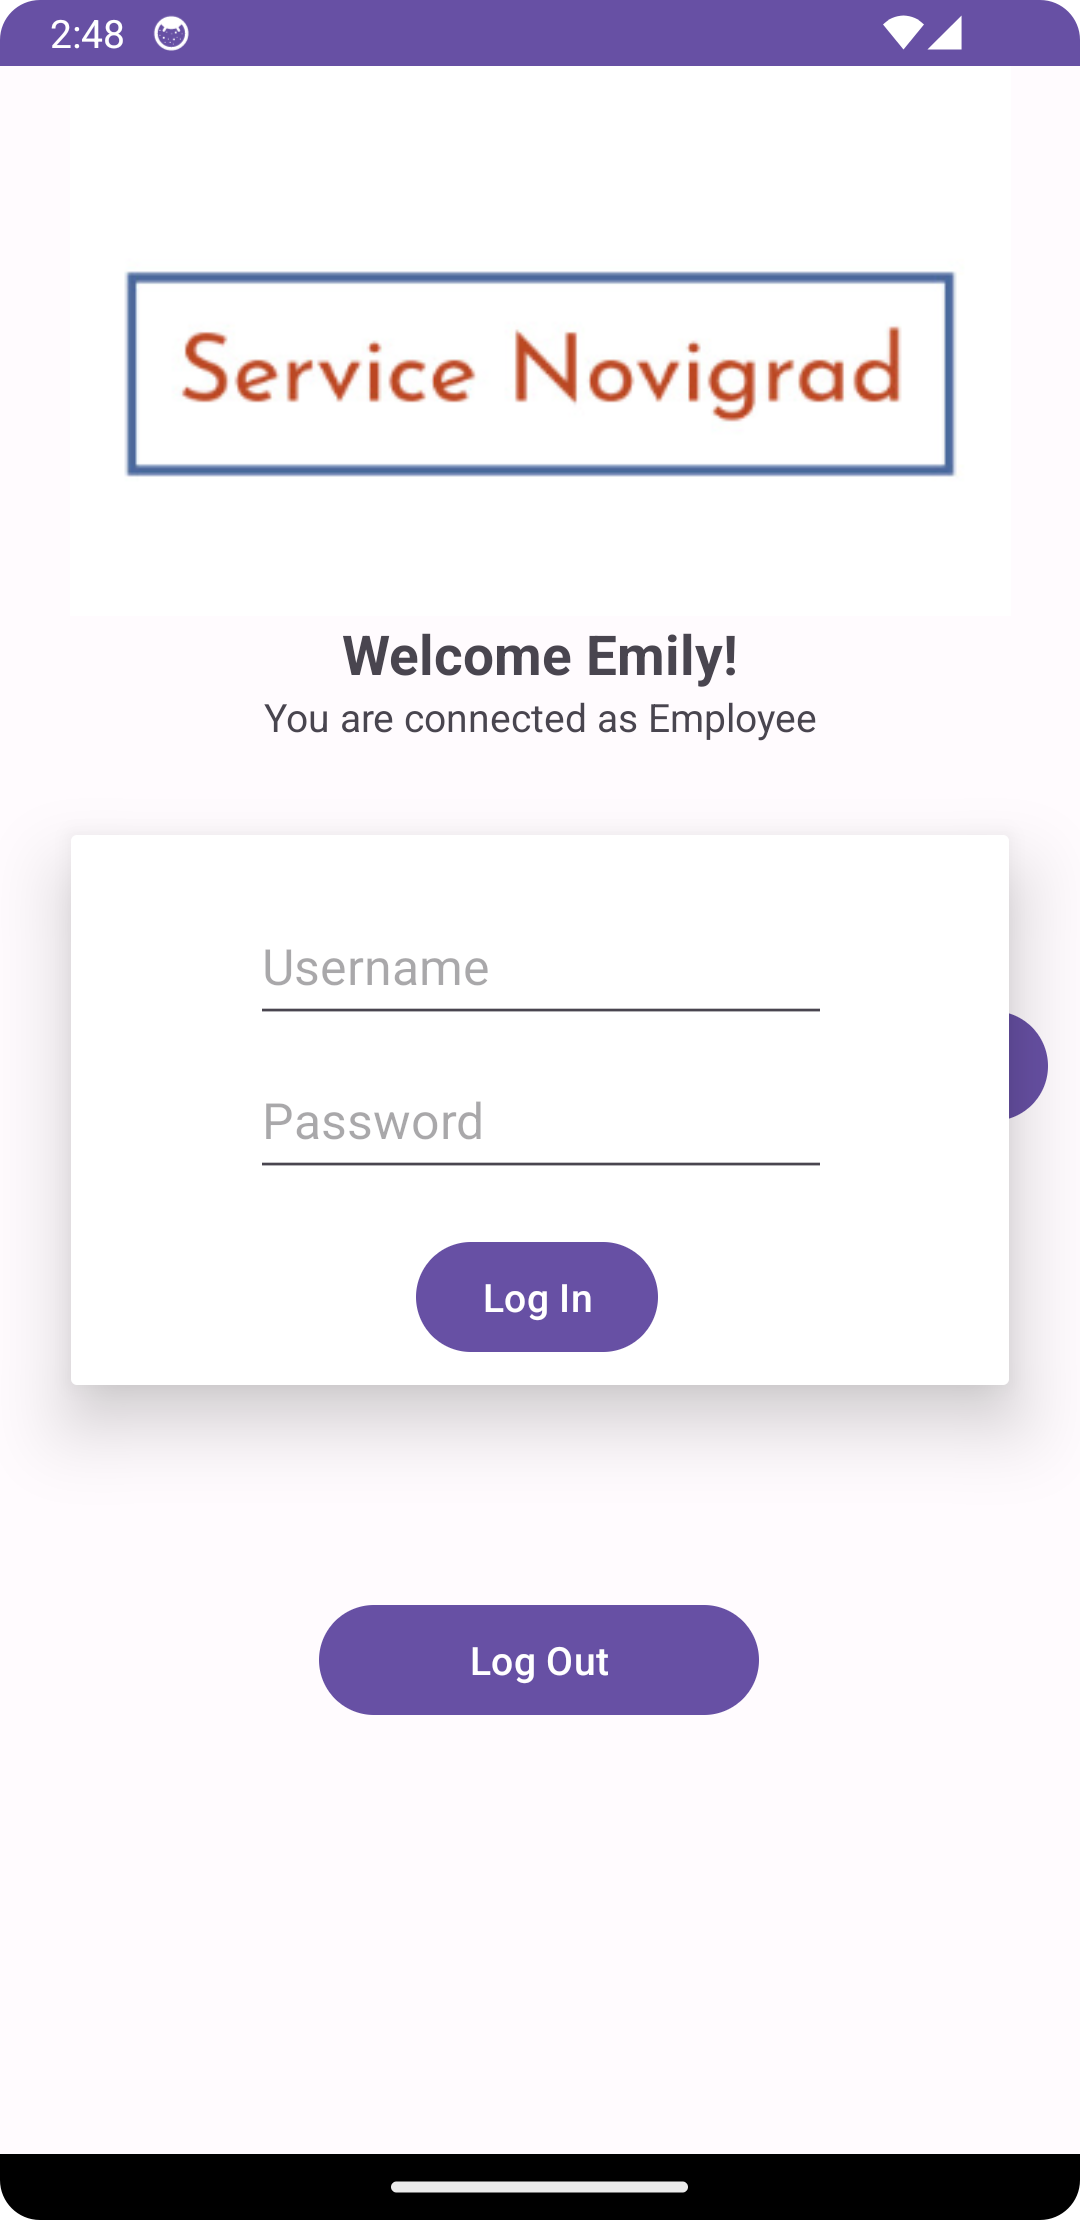 2:48
Service Novigrad
Welcome Emily!
You are connected as Employee
Username
Password
Log In
Log Out